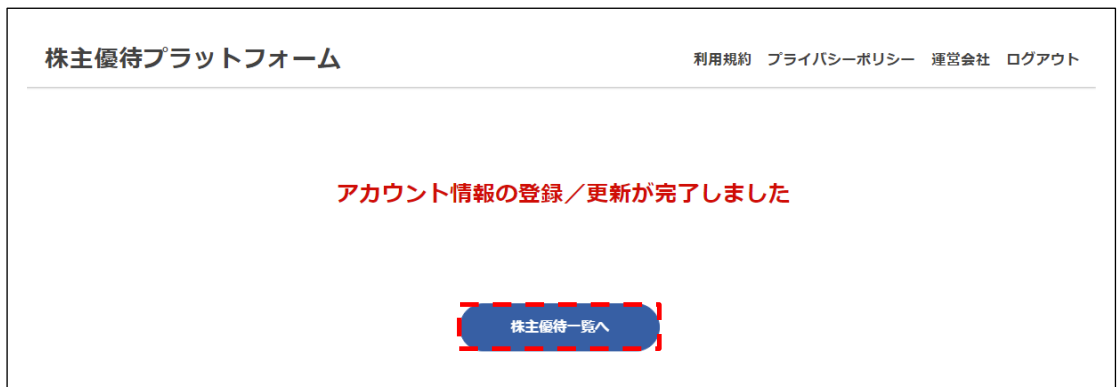 株主優待プラットフォーム
利用規約 プライバシーポリシー 運営会社 ログアウト
アカウント情報の登録／更新が完了しました
株主優待一覧へ